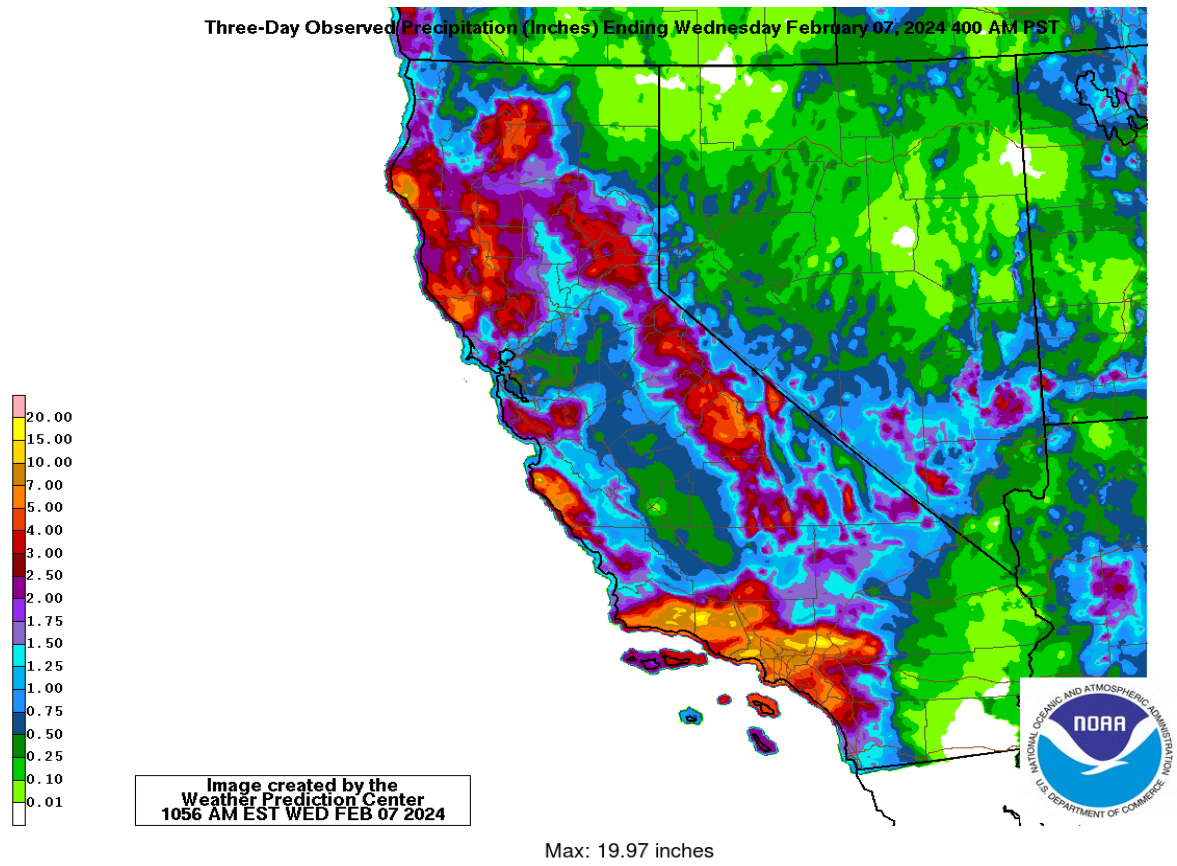 Three-Day Observed Precipitation (Inches) Ending Wednesday February 07, 2024 400 AM PST
20.00
15.00
10.00
7.00
5.00
4.00
3.00
2.50
2.00
1.75
1.50
1.25
1.00
0.75
0.50
0.25
0.10
0.01
Image created by the
Weather Prediction Center
1056 AM EST WED FEB 07 2024
NATIONAL OCEANIC AND ATMOSPHERIC ADMINISTRATION
NOAA
U.S. DEPARTMENT OF COMMERCE
Max: 19.97 inches